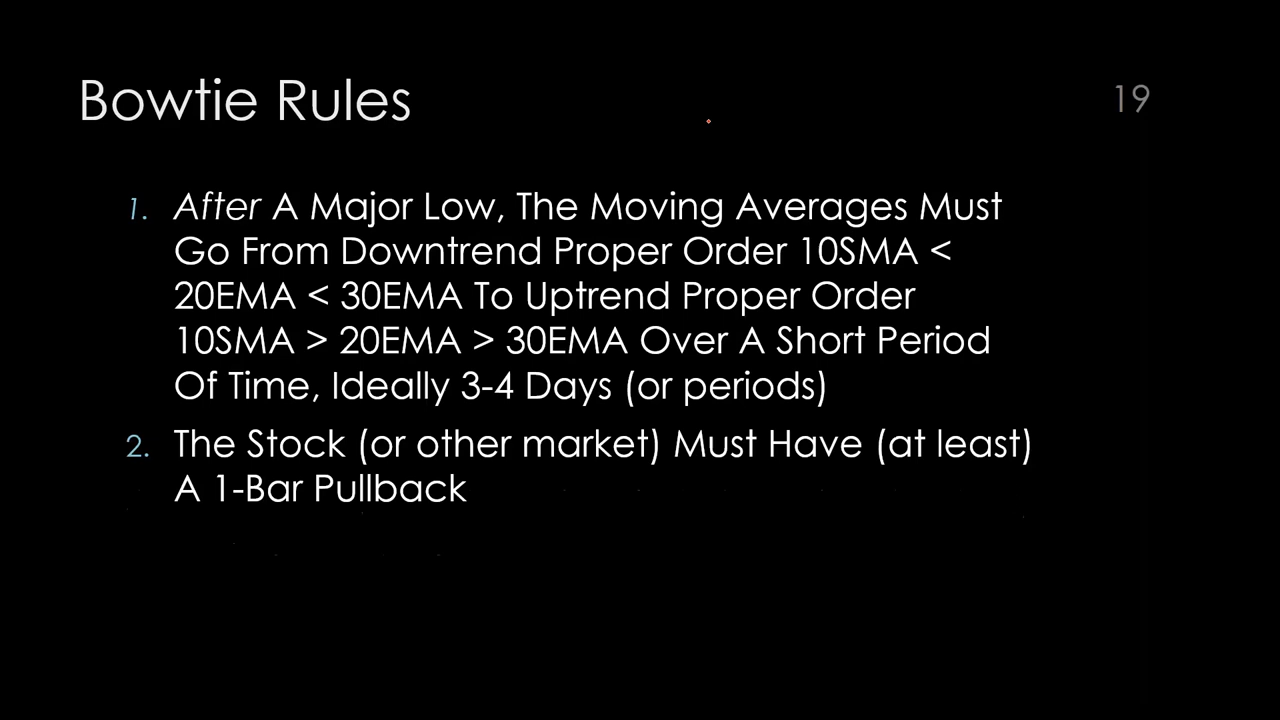 Bowtie Rules
19
1. After A Major Low, The Moving Averages Must
Go From Downtrend Proper Order 10SMA <
20EMA < 30EMA To Uptrend Proper Order
10SMA > 20EMA > 30EMA Over A Short Period
Of Time, Ideally 3-4 Days (or periods)
2. The Stock (or other market) Must Have (at least)
A 1-Bar Pullback